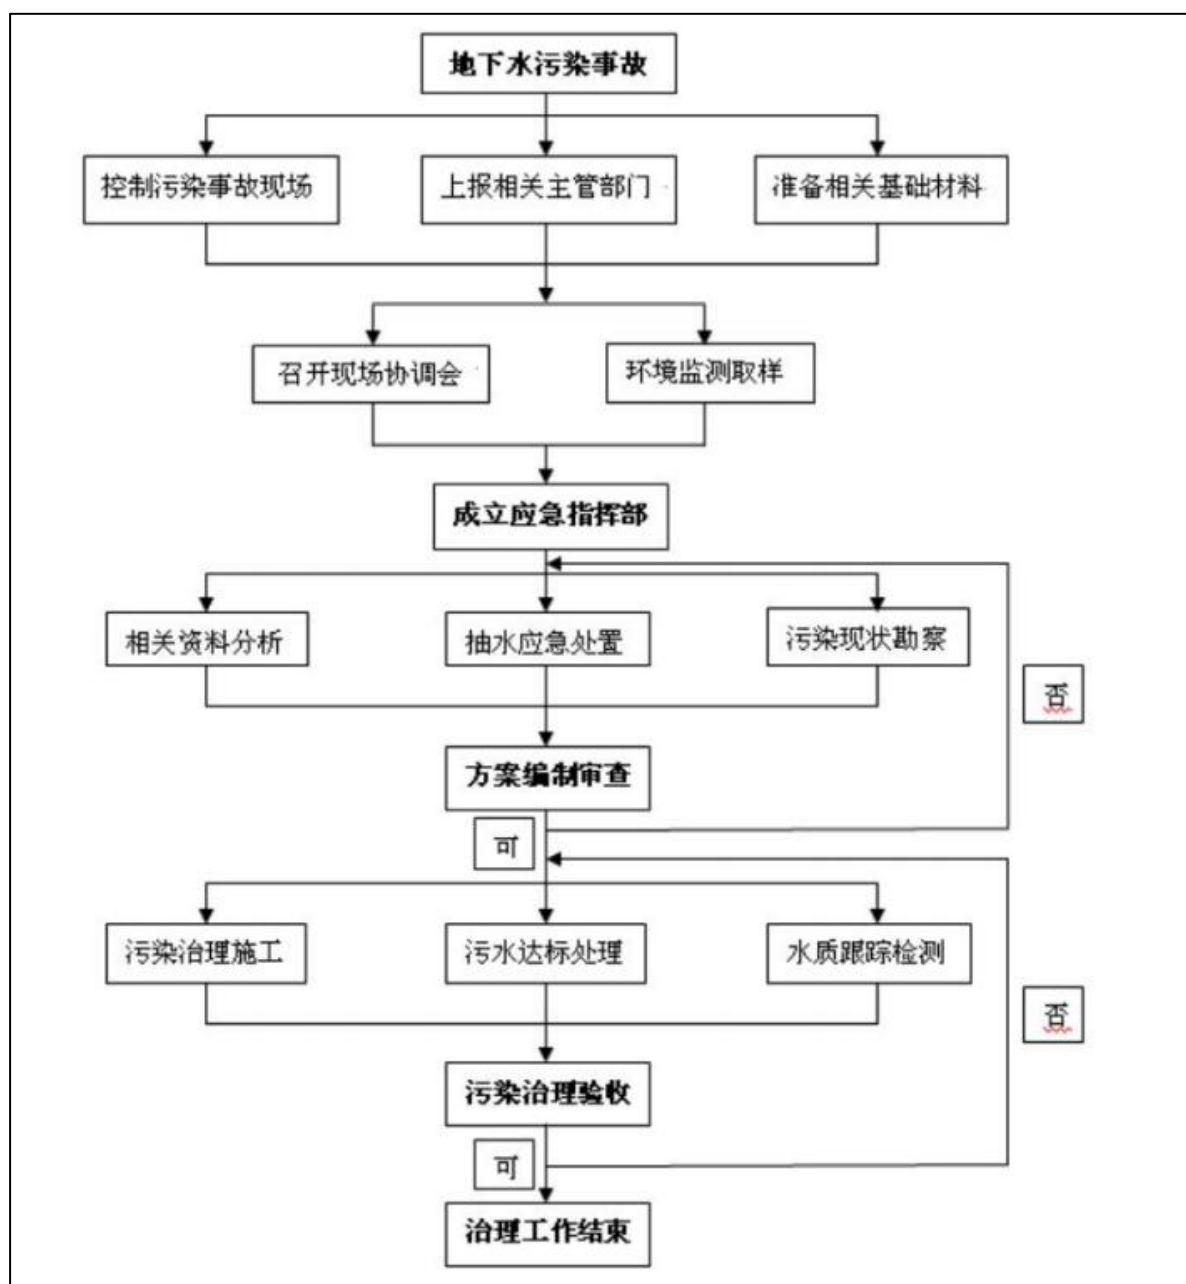 地下水污染事故
控制污染事故现场
上报相关主管部门
准备相关基础材料
召开现场协调会
环境监测取样
成立应急指挥部
相关资料分析
抽水应急处置
污染现状勘察
否
方案编制审查
可
污染治理施工
污水达标处理
水质跟踪检测
否
污染治理验收
可
治理工作结束